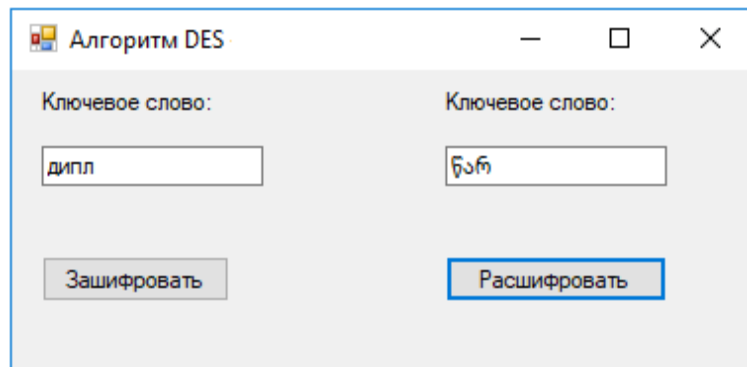 Алгоритм DES
Ключевое слово: Ключевое слово:
дипл წარ
Зашифровать Расшифровать